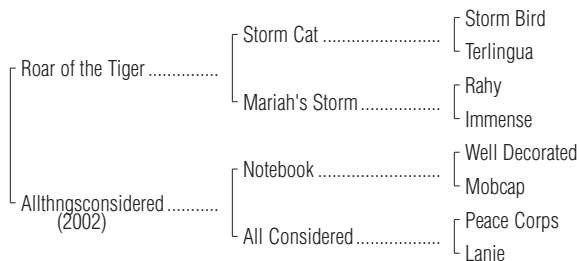 Storm Bird
Storm Cat ........................
Terlingua
Roar of the Tiger ..............
Rahy
Mariah's Storm ................
Immense
Well Decorated
Notebook .........................
Mobcap
Allthngsconsidered ..........
(2002)
Peace Corps
All Considered .................
Lanie